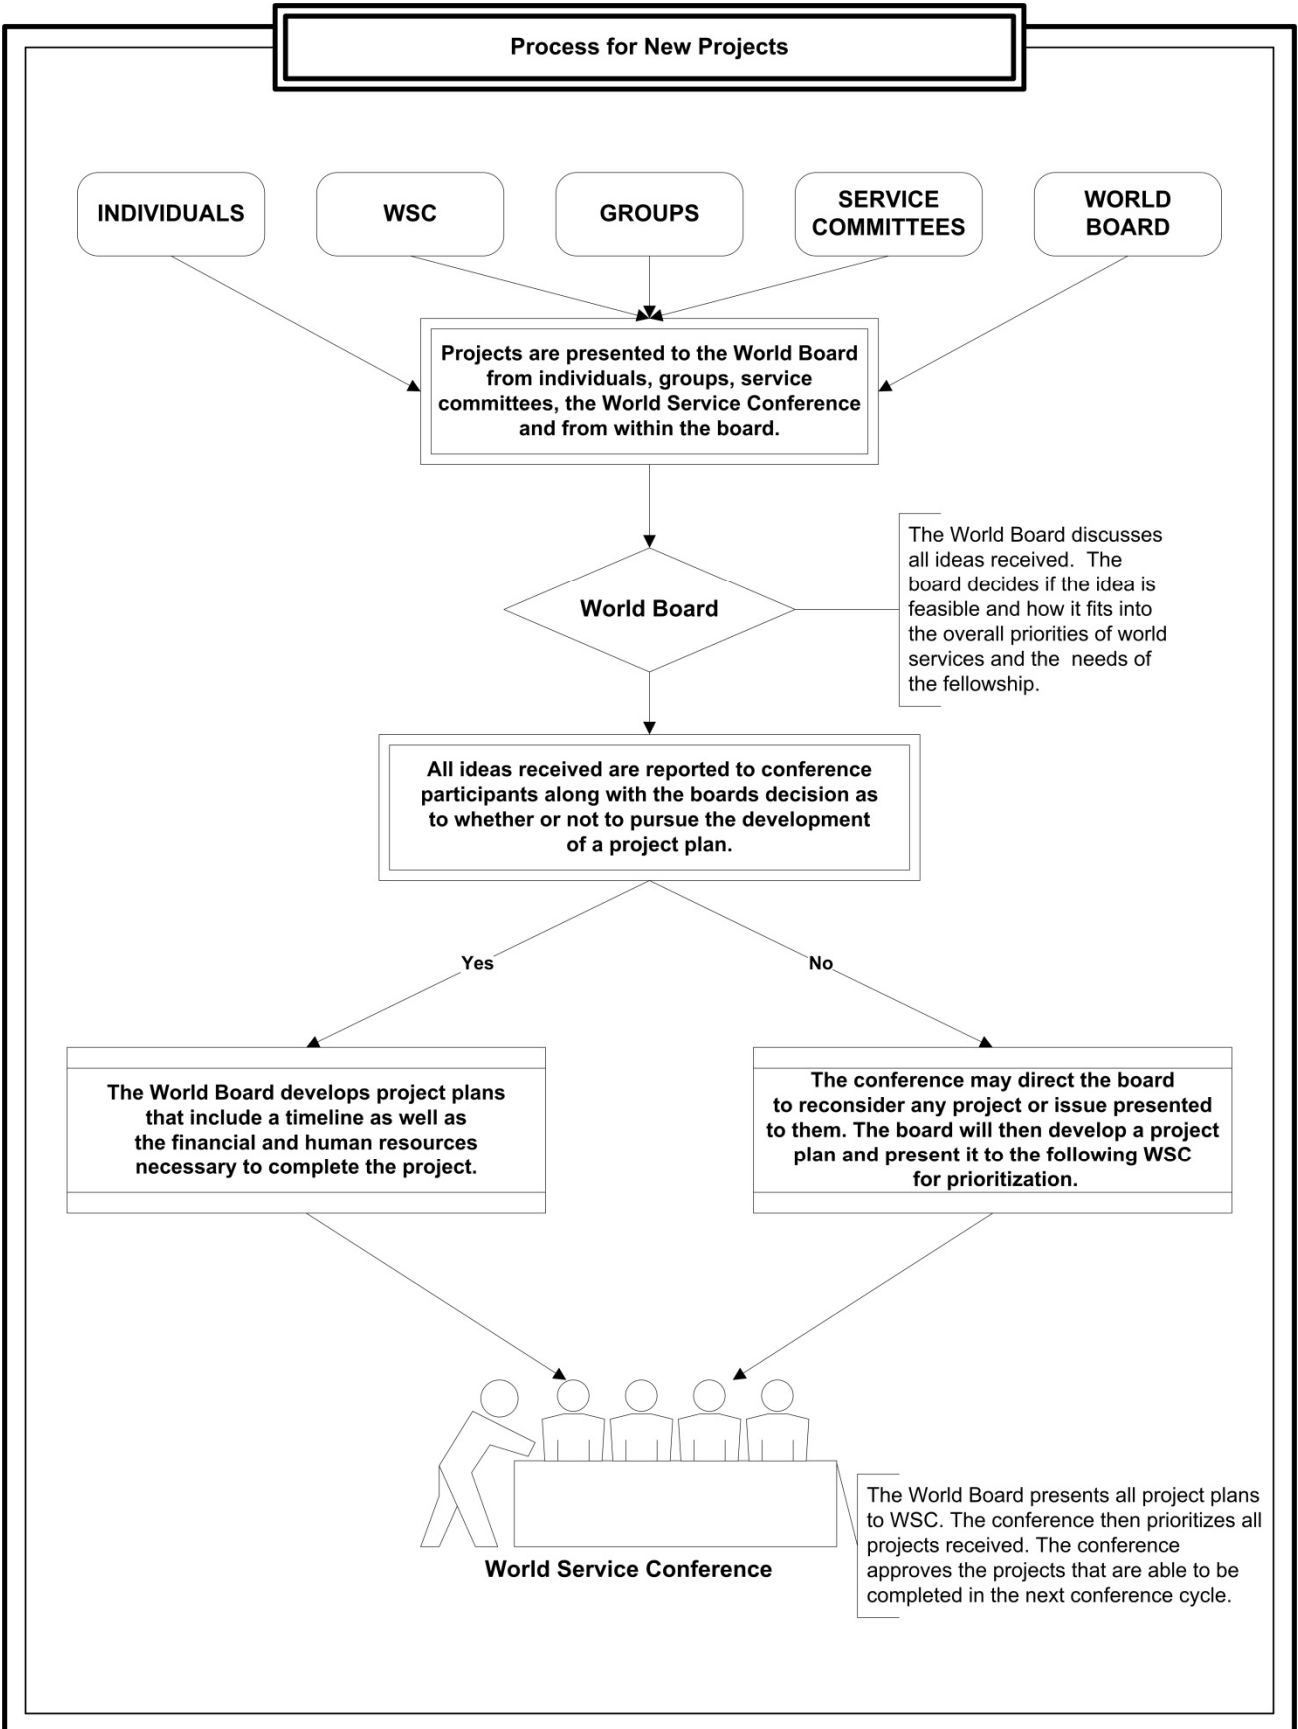 Process for New Projects
INDIVIDUALS
WSC
GROUPS
SERVICE
COMMITTEES
WORLD
BOARD
Projects are presented to the World Board
from individuals, groups, service
committees, the World Service Conference
and from within the board.
World Board
The World Board discusses
all ideas received. The
board decides if the idea is
feasible and how it fits into
the overall priorities of world
services and the needs of
the fellowship.
All ideas received are reported to conference
participants along with the boards decision as
to whether or not to pursue the development
of a project plan.
Yes
No
The World Board develops project plans
that include a timeline as well as
the financial and human resources
necessary to complete the project.
The conference may direct the board
to reconsider any project or issue presented
to them. The board will then develop a project
plan and present it to the following WSC
for prioritization.
World Service Conference
The World Board presents all project plans
to WSC. The conference then prioritizes all
projects received. The conference
approves the projects that are able to be
completed in the next conference cycle.